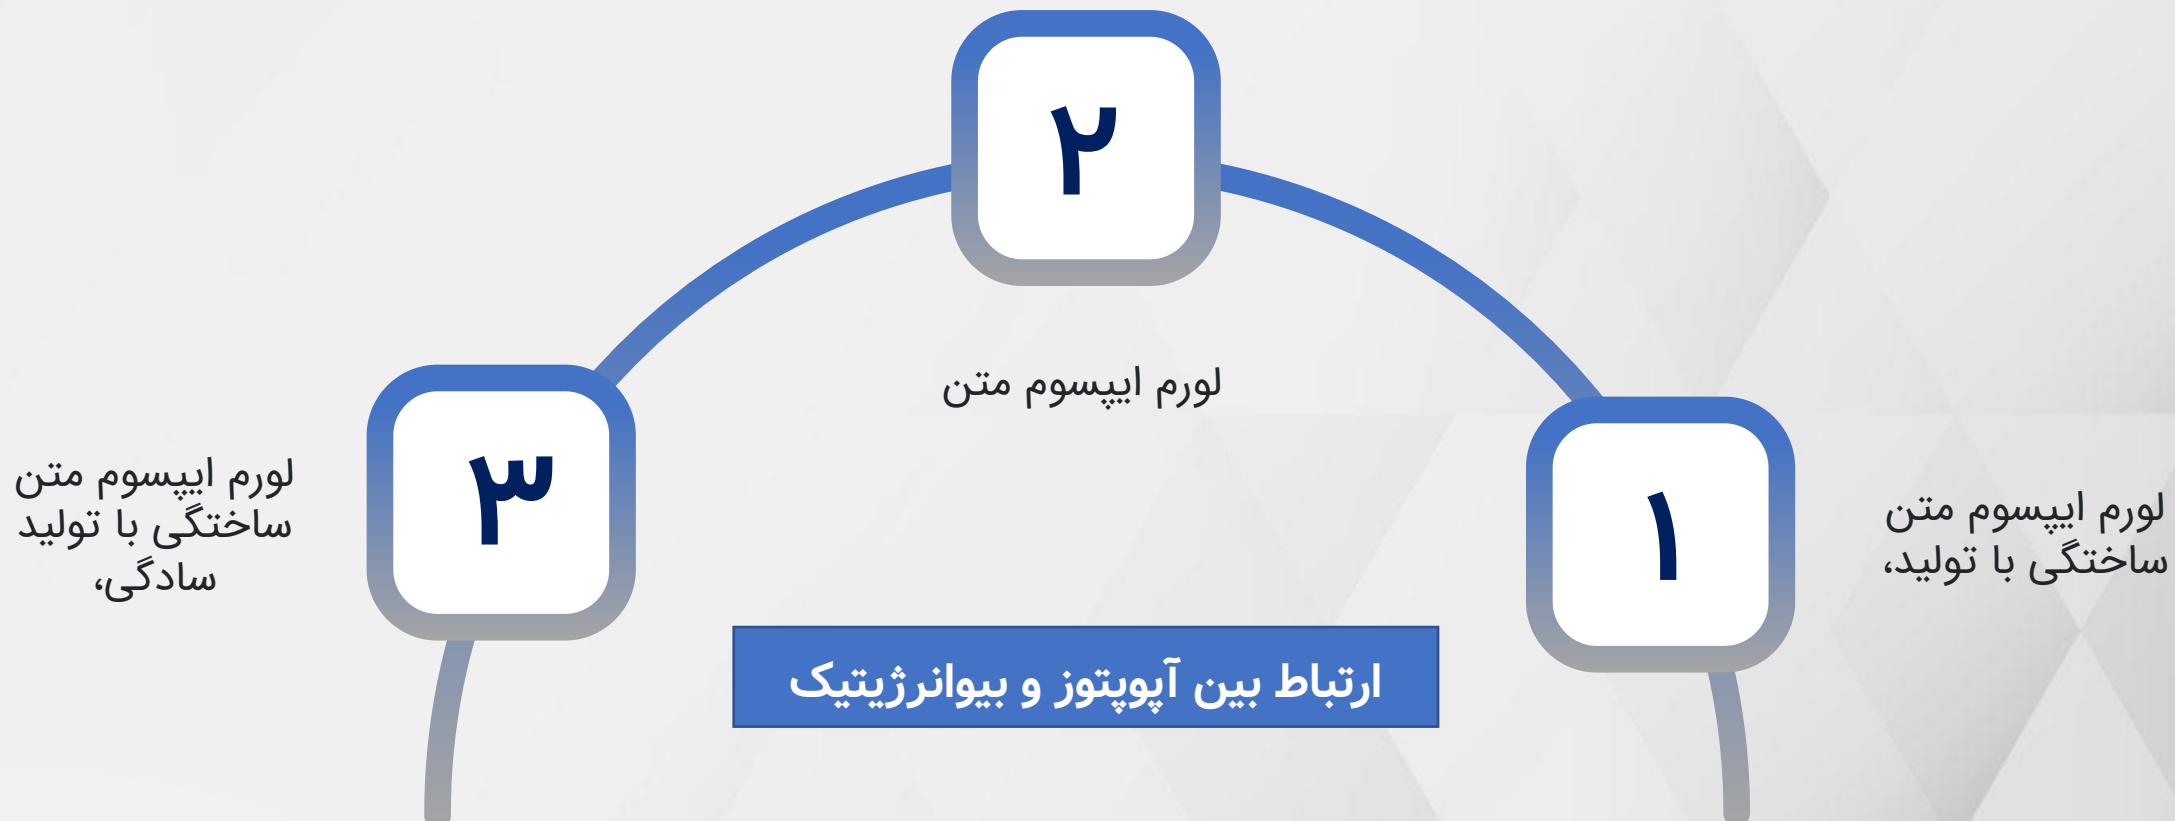 ۱
لورم ایپسوم متن
ساختگی با تولید،
۲
لورم ایپسوم متن
۳
لورم ایپسوم متن
ساختگی با تولید
سادگی،
ارتباط بین آپوپتوز و بیوانرژیتیک